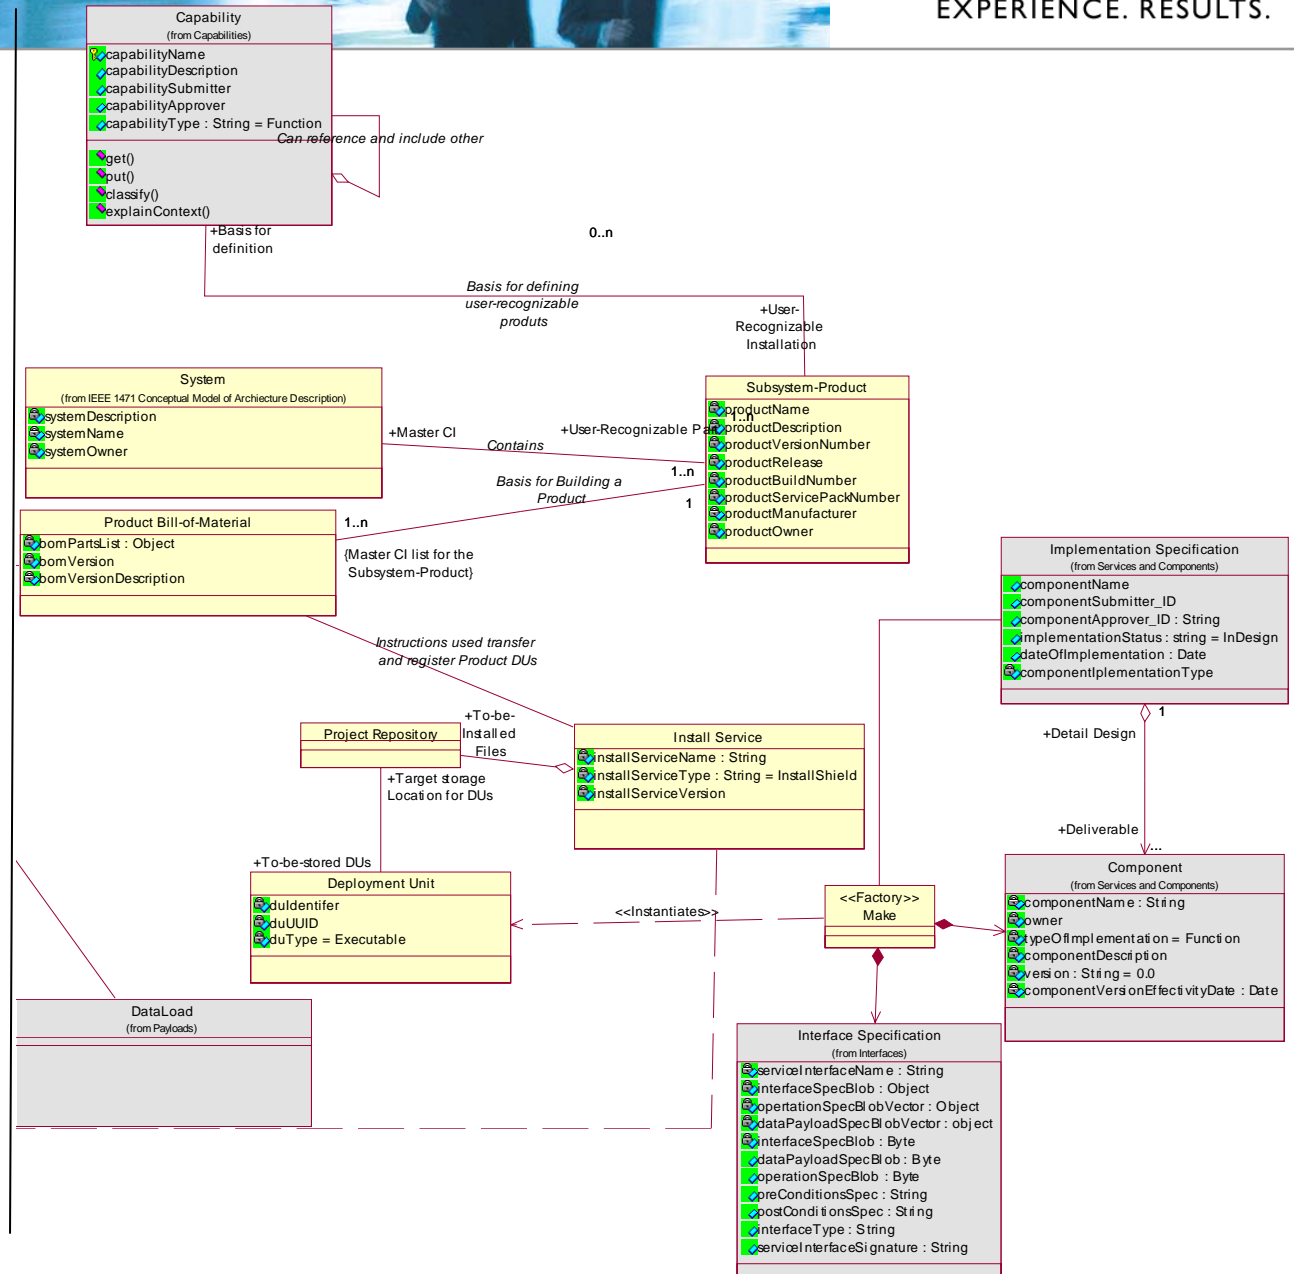 EXPERIENCE. RESULTS.
Capability
(from Capabilities)
capabilityName
capabilityDescription
capabilitySubmitter
capabilityApprover
capabilityType : String = Function
Can reference and include other
get()
put()
classify()
explainContext()
+Basis for
definition
0..n
Basis for defining
user-recognizable
produts
+User-
Recognizable
Installation
System
(from IEEE 1471 Conceptual Model of Archiecture Description)
systemDescription
systemName
systemOwner
+Master CI
Contains
+User-Recognizable Part
1..n
Subsystem-Product
productName
productDescription
productVersionNumber
productRelease
productBuildNumber
productServicePackNumber
productManufacturer
productOwner
1..n
Basis for Building a
Product
1
Product Bill-of-Material
bomPartsList : Object
bomVersion
bomVersionDescription
1..n
{Master CI list for the
Subsystem-Product}
Implementation Specification
(from Services and Components)
componentName
componentSubmitter_ID
componentApprover_ID : String
implementationStatus : string = InDesign
dateOfImplementation : Date
componentIplementationType
1
+Detail Design
+Deliverable
...
Instructions used transfer
and register Product DUs
+To-be-
Installed
Files
Project Repository
Install Service
installServiceName : String
installServiceType : String = InstallShield
installServiceVersion
+Target storage
Location for DUs
+To-be-stored DUs
Deployment Unit
duIdentifer
duUUID
duType = Executable
<<Instantiates>>
<<Factory>>
Make
Component
(from Services and Components)
componentName : String
owner
typeOfImplementation = Function
componentDescription
version : String = 0.0
componentVersionEffectivityDate : Date
DataLoad
(from Payloads)
Interface Specification
(from Interfaces)
serviceInterfaceName : String
interfaceSpecBlob : Object
opertationSpecBlobVector : Object
dataPayloadSpecBlobVector : object
interfaceSpecBlob : Byte
dataPayloadSpecBlob : Byte
operationSpecBlob : Byte
preConditionsSpec : String
postConditionsSpec : String
interfaceType : String
serviceInterfaceSignature : String